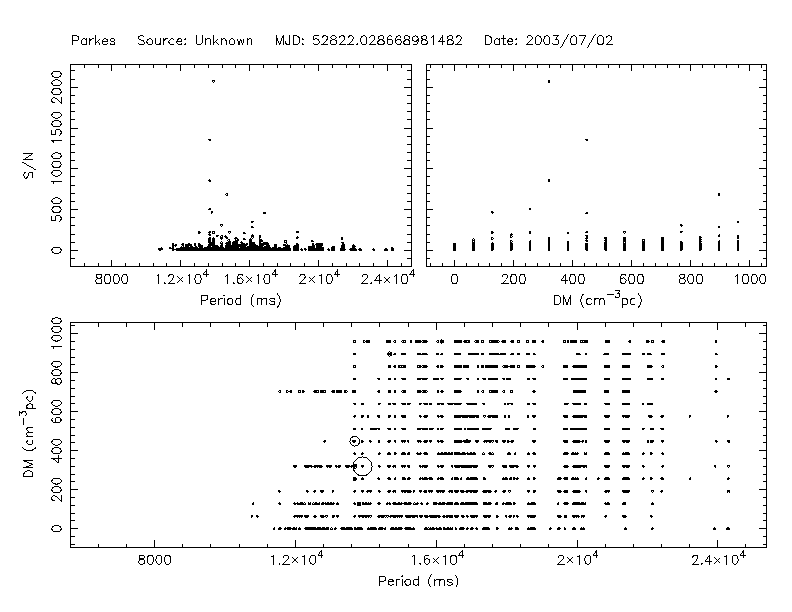 Parkes Source: Unknown MJD: 52822.028668981482 Date: 2003/07/02
S/N
0 500 1000 1500 2000
8000 1.2×10⁴ 1.6×10⁴ 2×10⁴ 2.4×10⁴
Period (ms)
0 200 400 600 800 1000
DM (cm⁻³pc)
DM (cm⁻³pc)
0 200 400 600 800 1000
8000 1.2×10⁴ 1.6×10⁴ 2×10⁴ 2.4×10⁴
Period (ms)